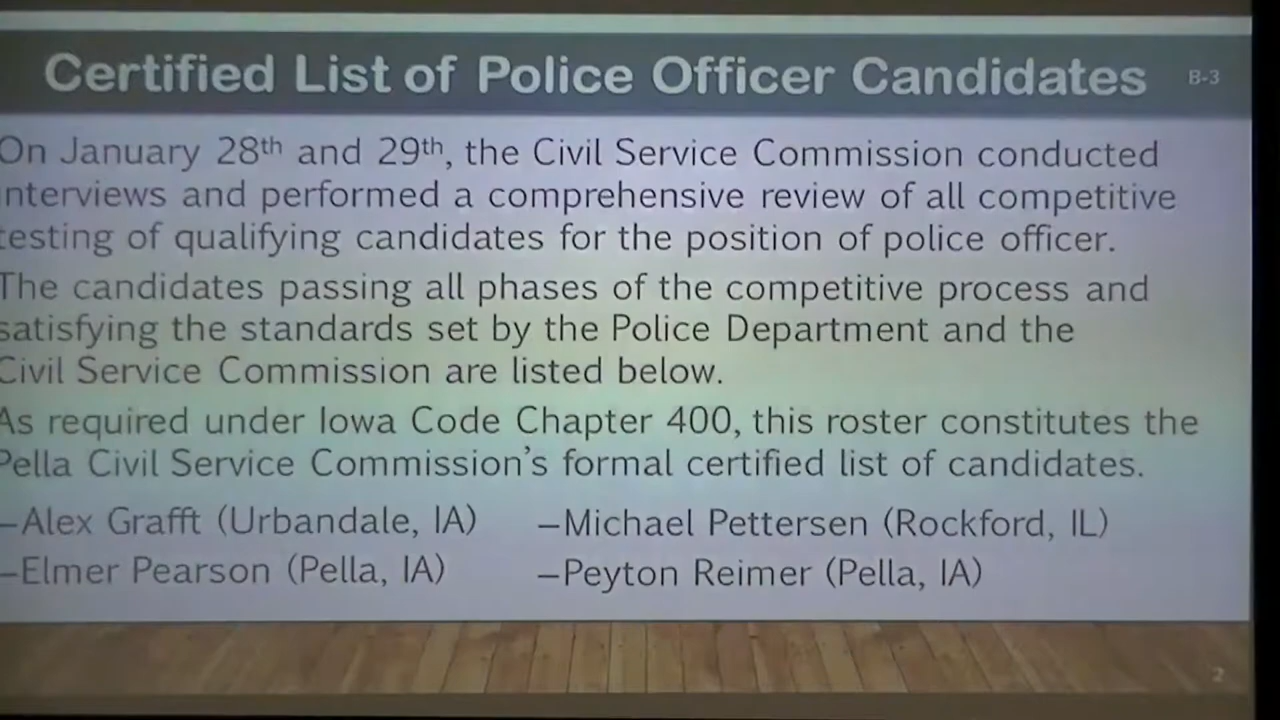 Certified List of Police Officer Candidates B-3
On January 28th and 29th, the Civil Service Commission conducted
interviews and performed a comprehensive review of all competitive
testing of qualifying candidates for the position of police officer.
The candidates passing all phases of the competitive process and
satisfying the standards set by the Police Department and the
Civil Service Commission are listed below.
As required under Iowa Code Chapter 400, this roster constitutes the
Pella Civil Service Commission's formal certified list of candidates.
–Alex Grafft (Urbandale, IA) –Michael Pettersen (Rockford, IL)
–Elmer Pearson (Pella, IA) –Peyton Reimer (Pella, IA)
2